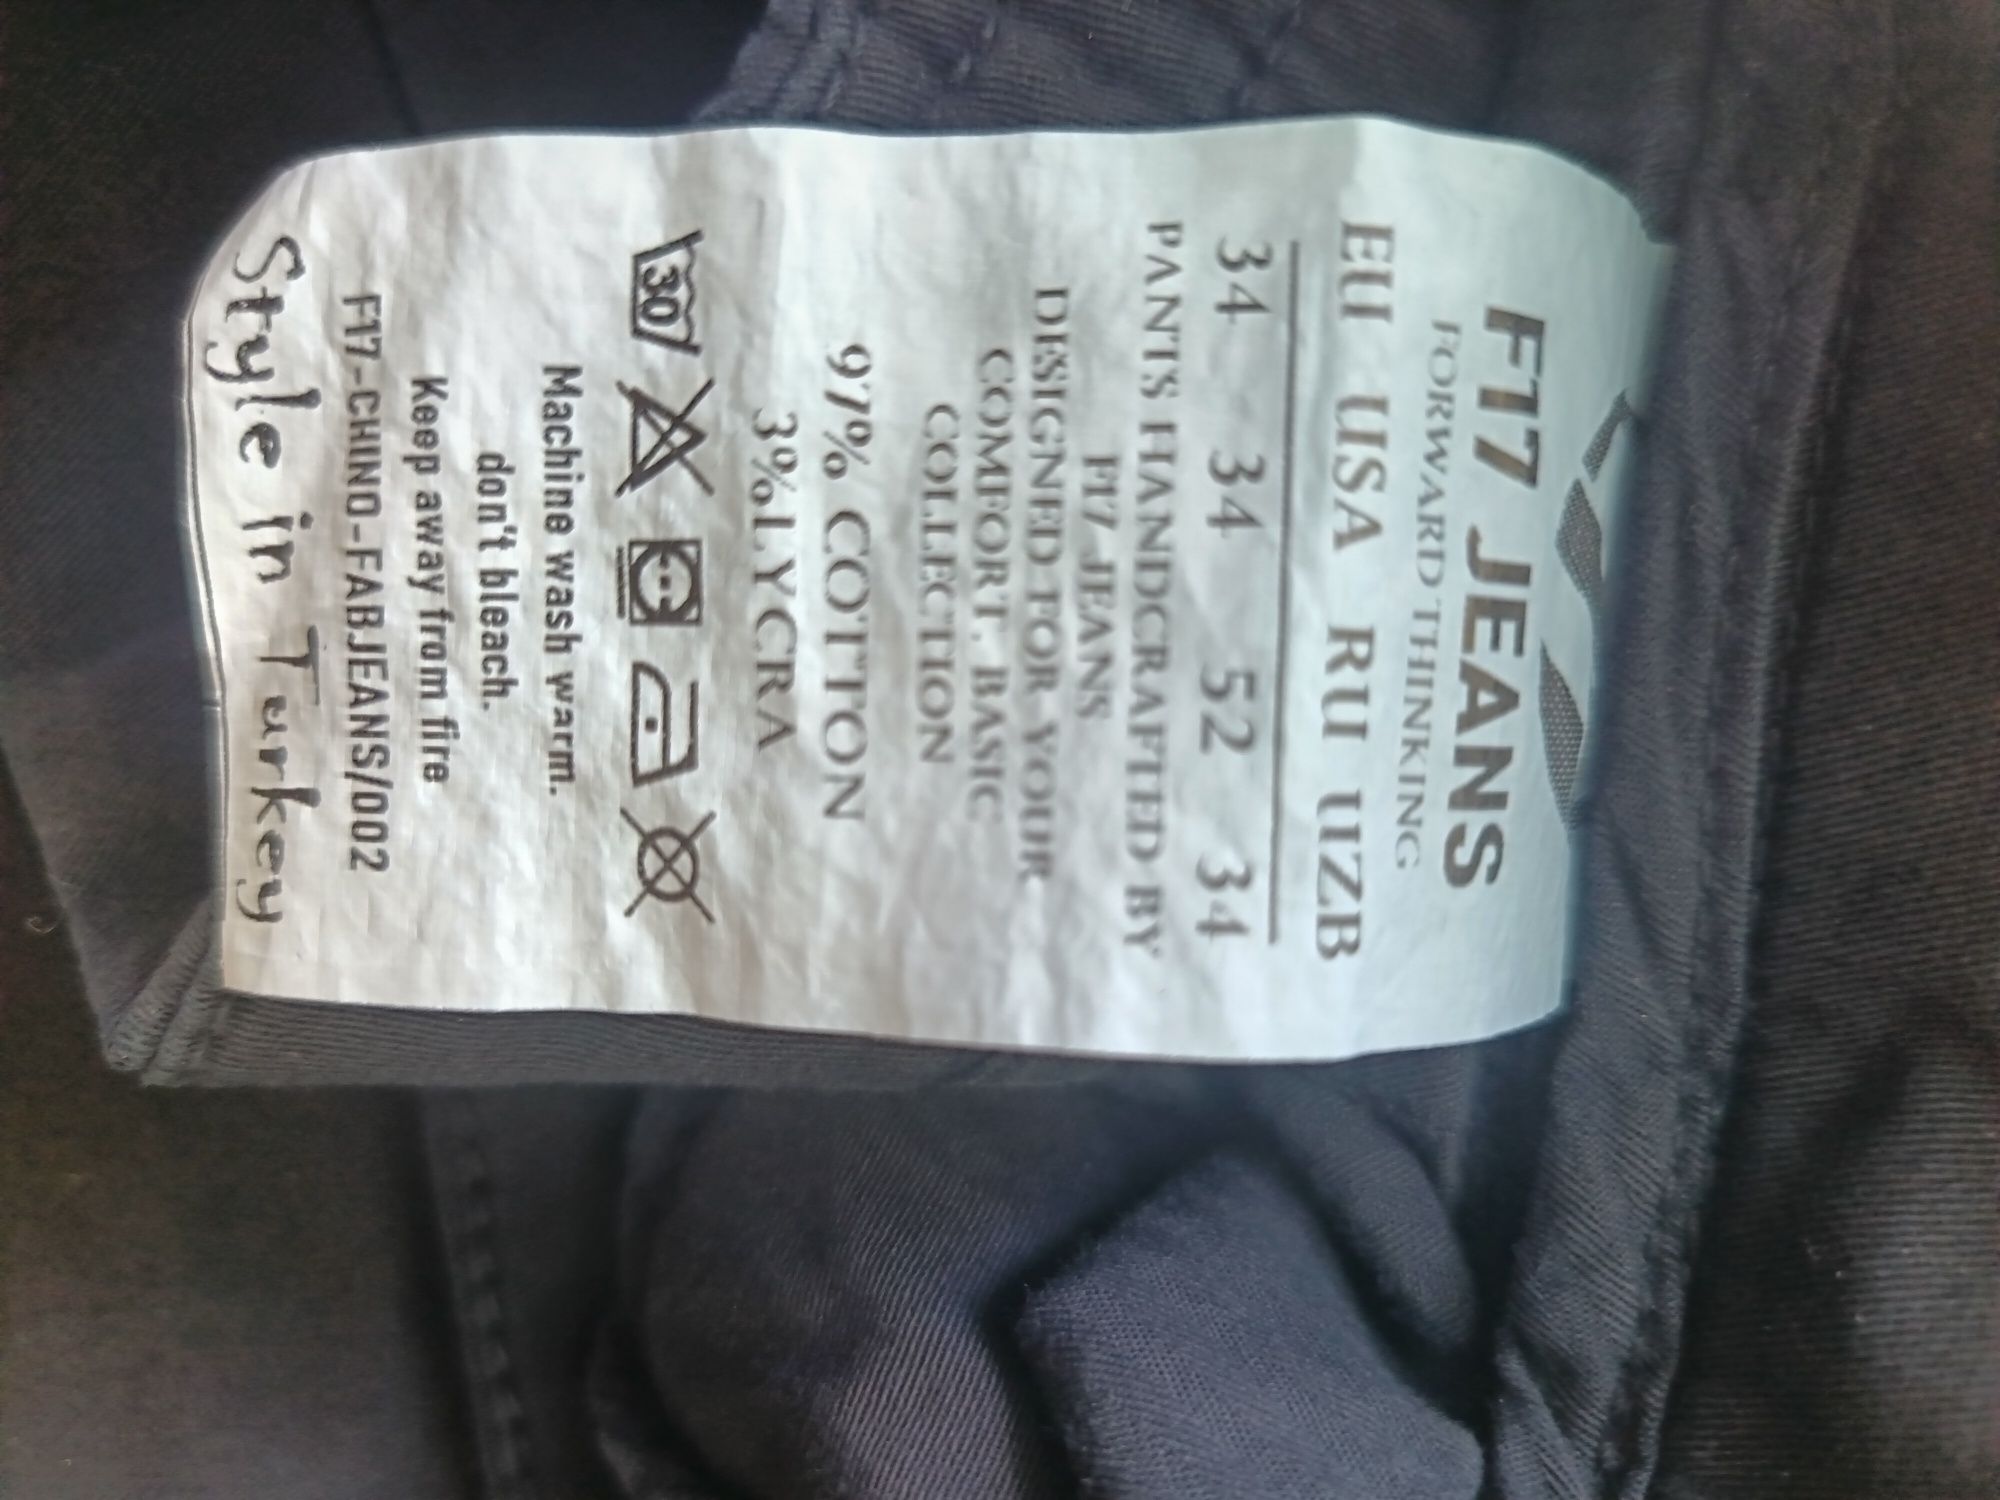 F17 JEANS
FORWARD THINKING
EU USA RU UZB
34 34 52 34
PANTS HANDCRAFTED BY
F17 JEANS
DESIGNED FOR YOUR
COMFORT. BASIC
COLLECTION
97% COTTON
3% LYCRA
30
Machine wash warm.
don't bleach.
Keep away from fire
F17-CHINO-FABJEANS/002
Style in Turkey